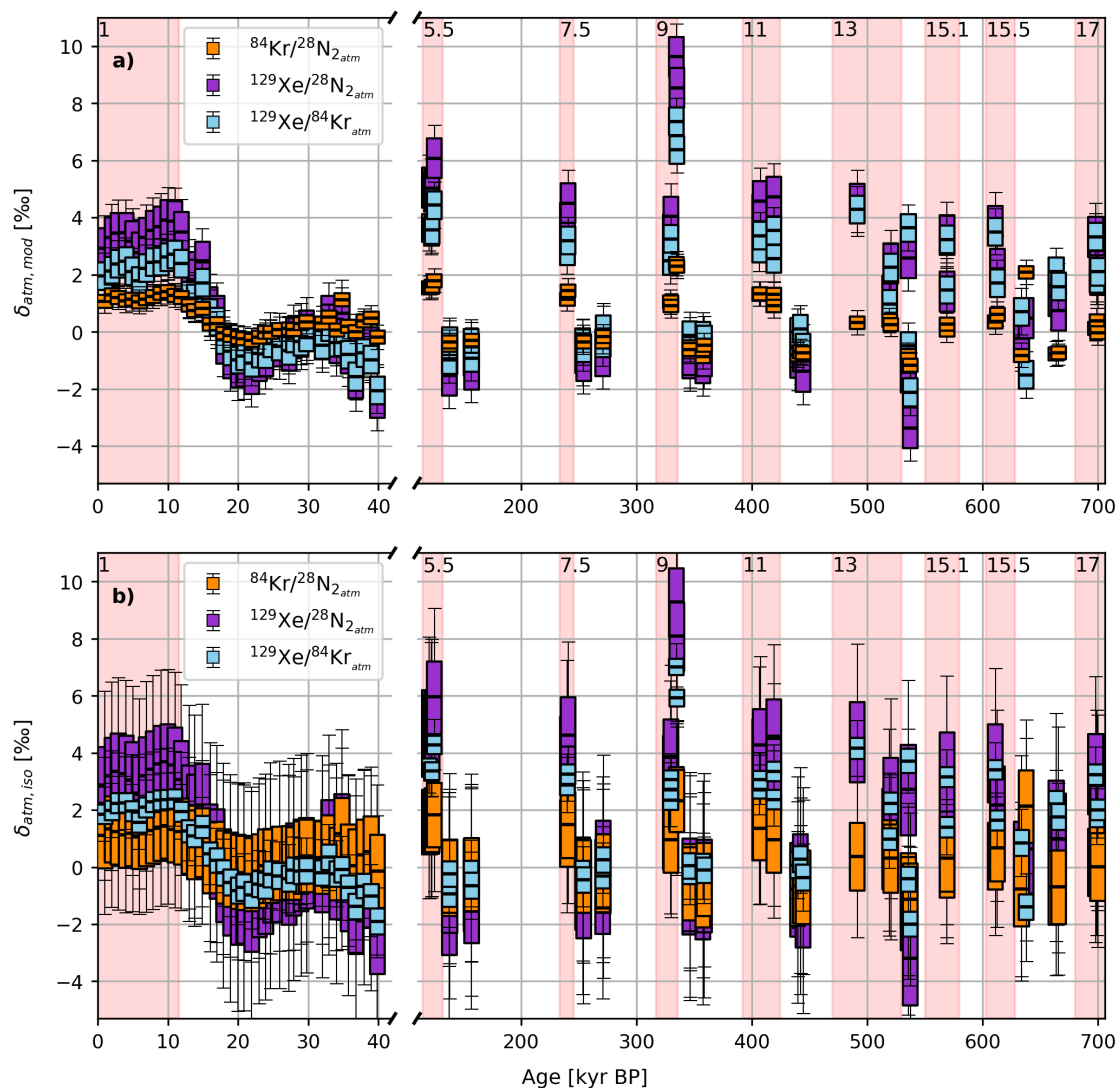 1 5.5 7.5 9 11 13 15.1 15.5 17
a)
⁸⁴Kr/²⁸N₂ₐₜₘ
¹²⁹Xe/²⁸N₂ₐₜₘ
¹²⁹Xe/⁸⁴Krₐₜₘ
δatm, mod [‰]
10
8
6
4
2
0
−2
−4
0 10 20 30 40 200 300 400 500 600 700
1 5.5 7.5 9 11 13 15.1 15.5 17
b)
⁸⁴Kr/²⁸N₂ₐₜₘ
¹²⁹Xe/²⁸N₂ₐₜₘ
¹²⁹Xe/⁸⁴Krₐₜₘ
δatm, iso [‰]
10
8
6
4
2
0
−2
−4
0 10 20 30 40 200 300 400 500 600 700
Age [kyr BP]